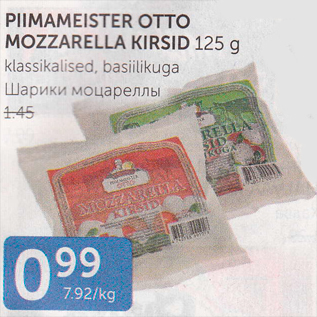 PIIMAMEISTER OTTO
MOZZARELLA KIRSID 125 g
klassikalised, basiilikuga
Шарики моцареллы
1.45
MOZZARELLA
KIRSID
0.99
7.92/kg